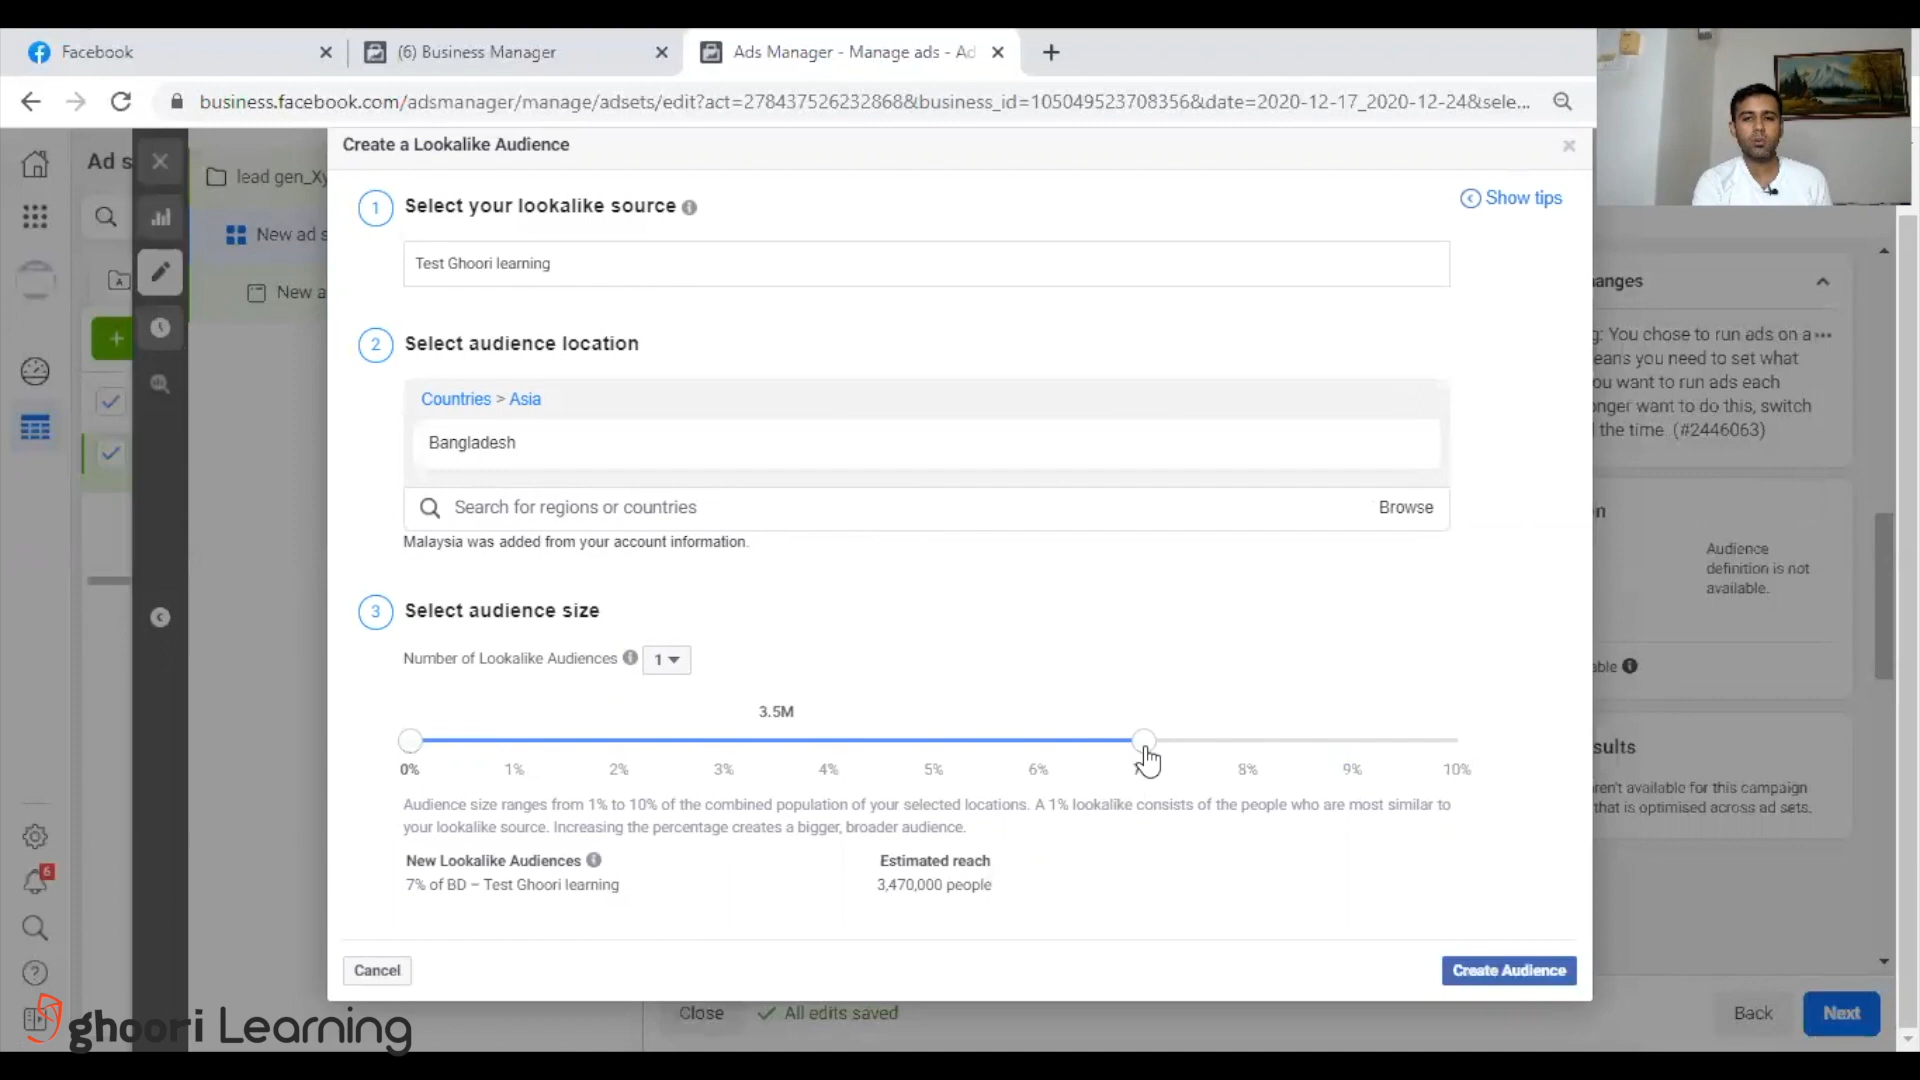 Facebook
(6) Business Manager
Ads Manager - Manage ads - Ad
business.facebook.com/adsmanager/manage/adsets/edit?act=278437526232868&business_id=105049523708356&date=2020-12-17_2020-12-24&sele...
Ad s
lead gen_Xy
New ad s
New a
Create a Lookalike Audience
Show tips
1 Select your lookalike source
Test Ghoori learning
2 Select audience location
Countries > Asia
Bangladesh
Search for regions or countries
Browse
Malaysia was added from your account information.
3 Select audience size
Number of Lookalike Audiences 1
3.5M
0% 1% 2% 3% 4% 5% 6% 8% 9% 10%
Audience size ranges from 1% to 10% of the combined population of your selected locations. A 1% lookalike consists of the people who are most similar to
your lookalike source. Increasing the percentage creates a bigger, broader audience.
New Lookalike Audiences
Estimated reach
7% of BD – Test Ghoori learning
3,470,000 people
Cancel
Create Audience
anges
g: You chose to run ads on a
eans you need to set what
ou want to run ads each
onger want to do this, switch
the time. (#2446063)
n
Audience
definition is not
available.
able
sults
ren't available for this campaign
that is optimised across ad sets.
6
Close
All edits saved
Back
Next
ghoori Learning